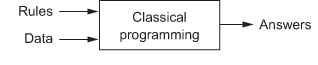 Rules
Data
Classical
programming
Answers